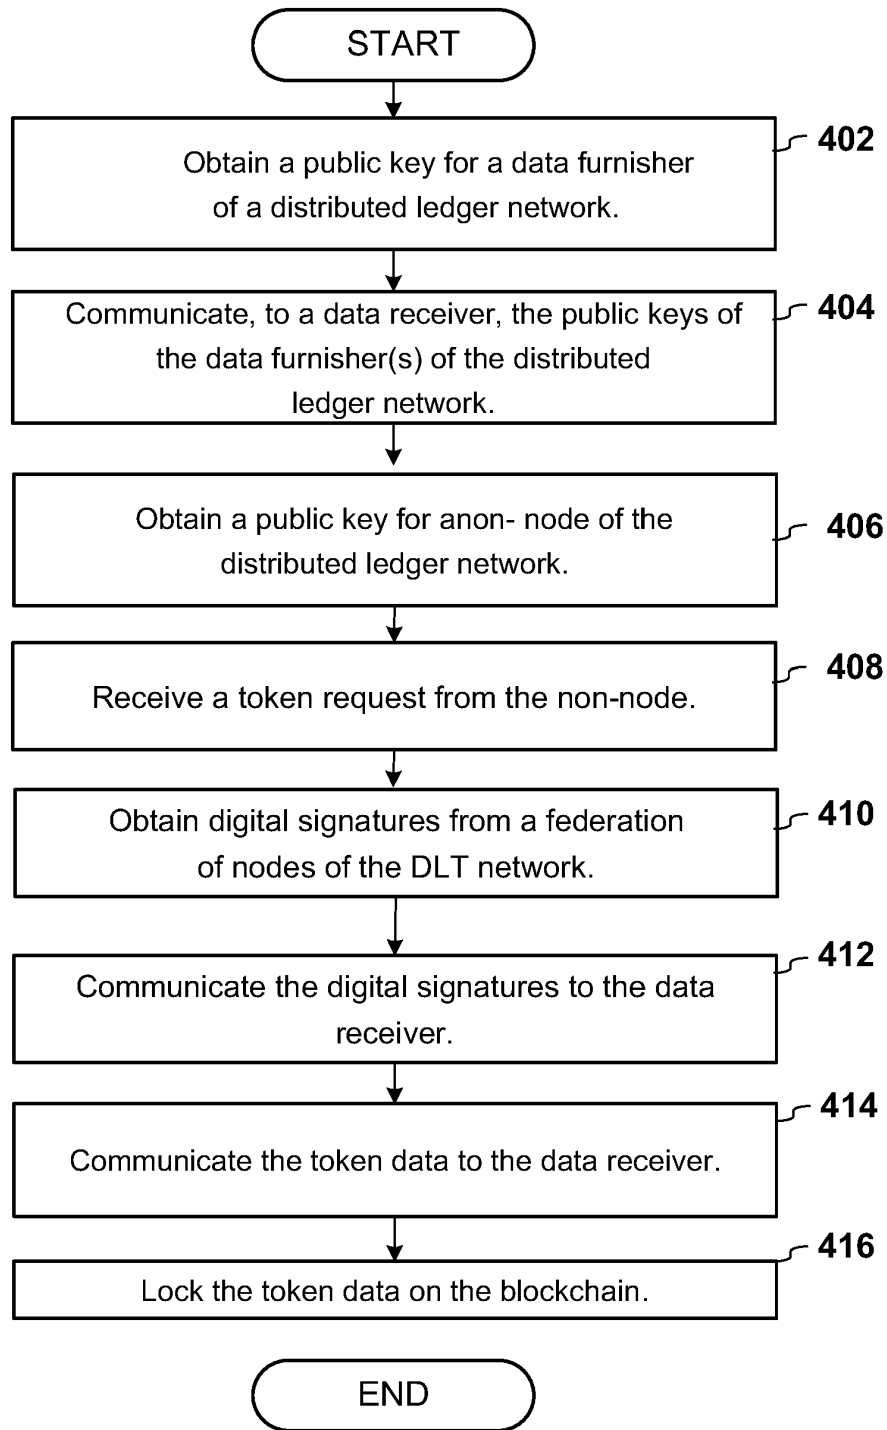 START
402
Obtain a public key for a data furnisher
of a distributed ledger network.
404
Communicate, to a data receiver, the public keys of
the data furnisher(s) of the distributed
ledger network.
406
Obtain a public key for anon- node of the
distributed ledger network.
408
Receive a token request from the non-node.
410
Obtain digital signatures from a federation
of nodes of the DLT network.
412
Communicate the digital signatures to the data
receiver.
414
Communicate the token data to the data receiver.
416
Lock the token data on the blockchain.
END